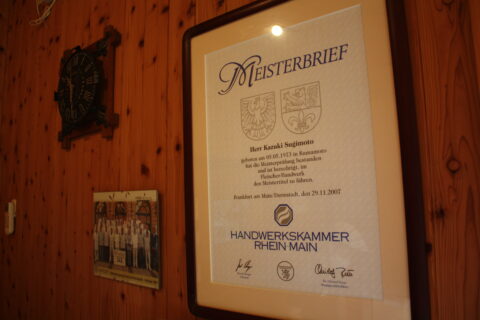 MEISTERBRIEF
Herr Kazuki Sugimoto
geboren am 05.05.1973 in Kumamoto
hat die Meisterprüfung bestanden
und ist berechtigt, im
Fleischer-Handwerk
den Meistertitel zu führen.
Frankfurt am Main/Darmstadt, den 29.11.2007
HANDWERKSKAMMER
RHEIN-MAIN